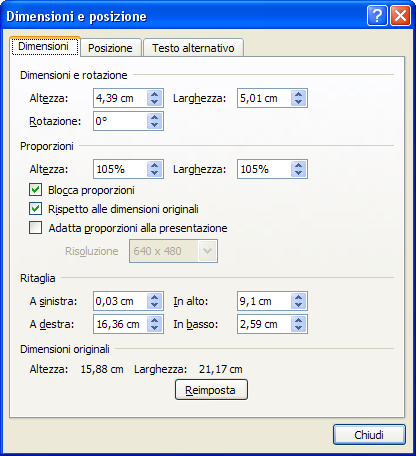 Dimensioni e posizione
Dimensioni Posizione Testo alternativo
Dimensioni e rotazione
Altezza: 4,39 cm Larghezza: 5,01 cm
Rotazione: 0°
Proporzioni
Altezza: 105% Larghezza: 105%
Blocca proporzioni
Rispetto alle dimensioni originali
Adatta proporzioni alla presentazione
Risoluzione 640 x 480
Ritaglia
A sinistra: 0,03 cm In alto: 9,1 cm
A destra: 16,36 cm In basso: 2,59 cm
Dimensioni originali
Altezza: 15,88 cm Larghezza: 21,17 cm
Reimposta
Chiudi